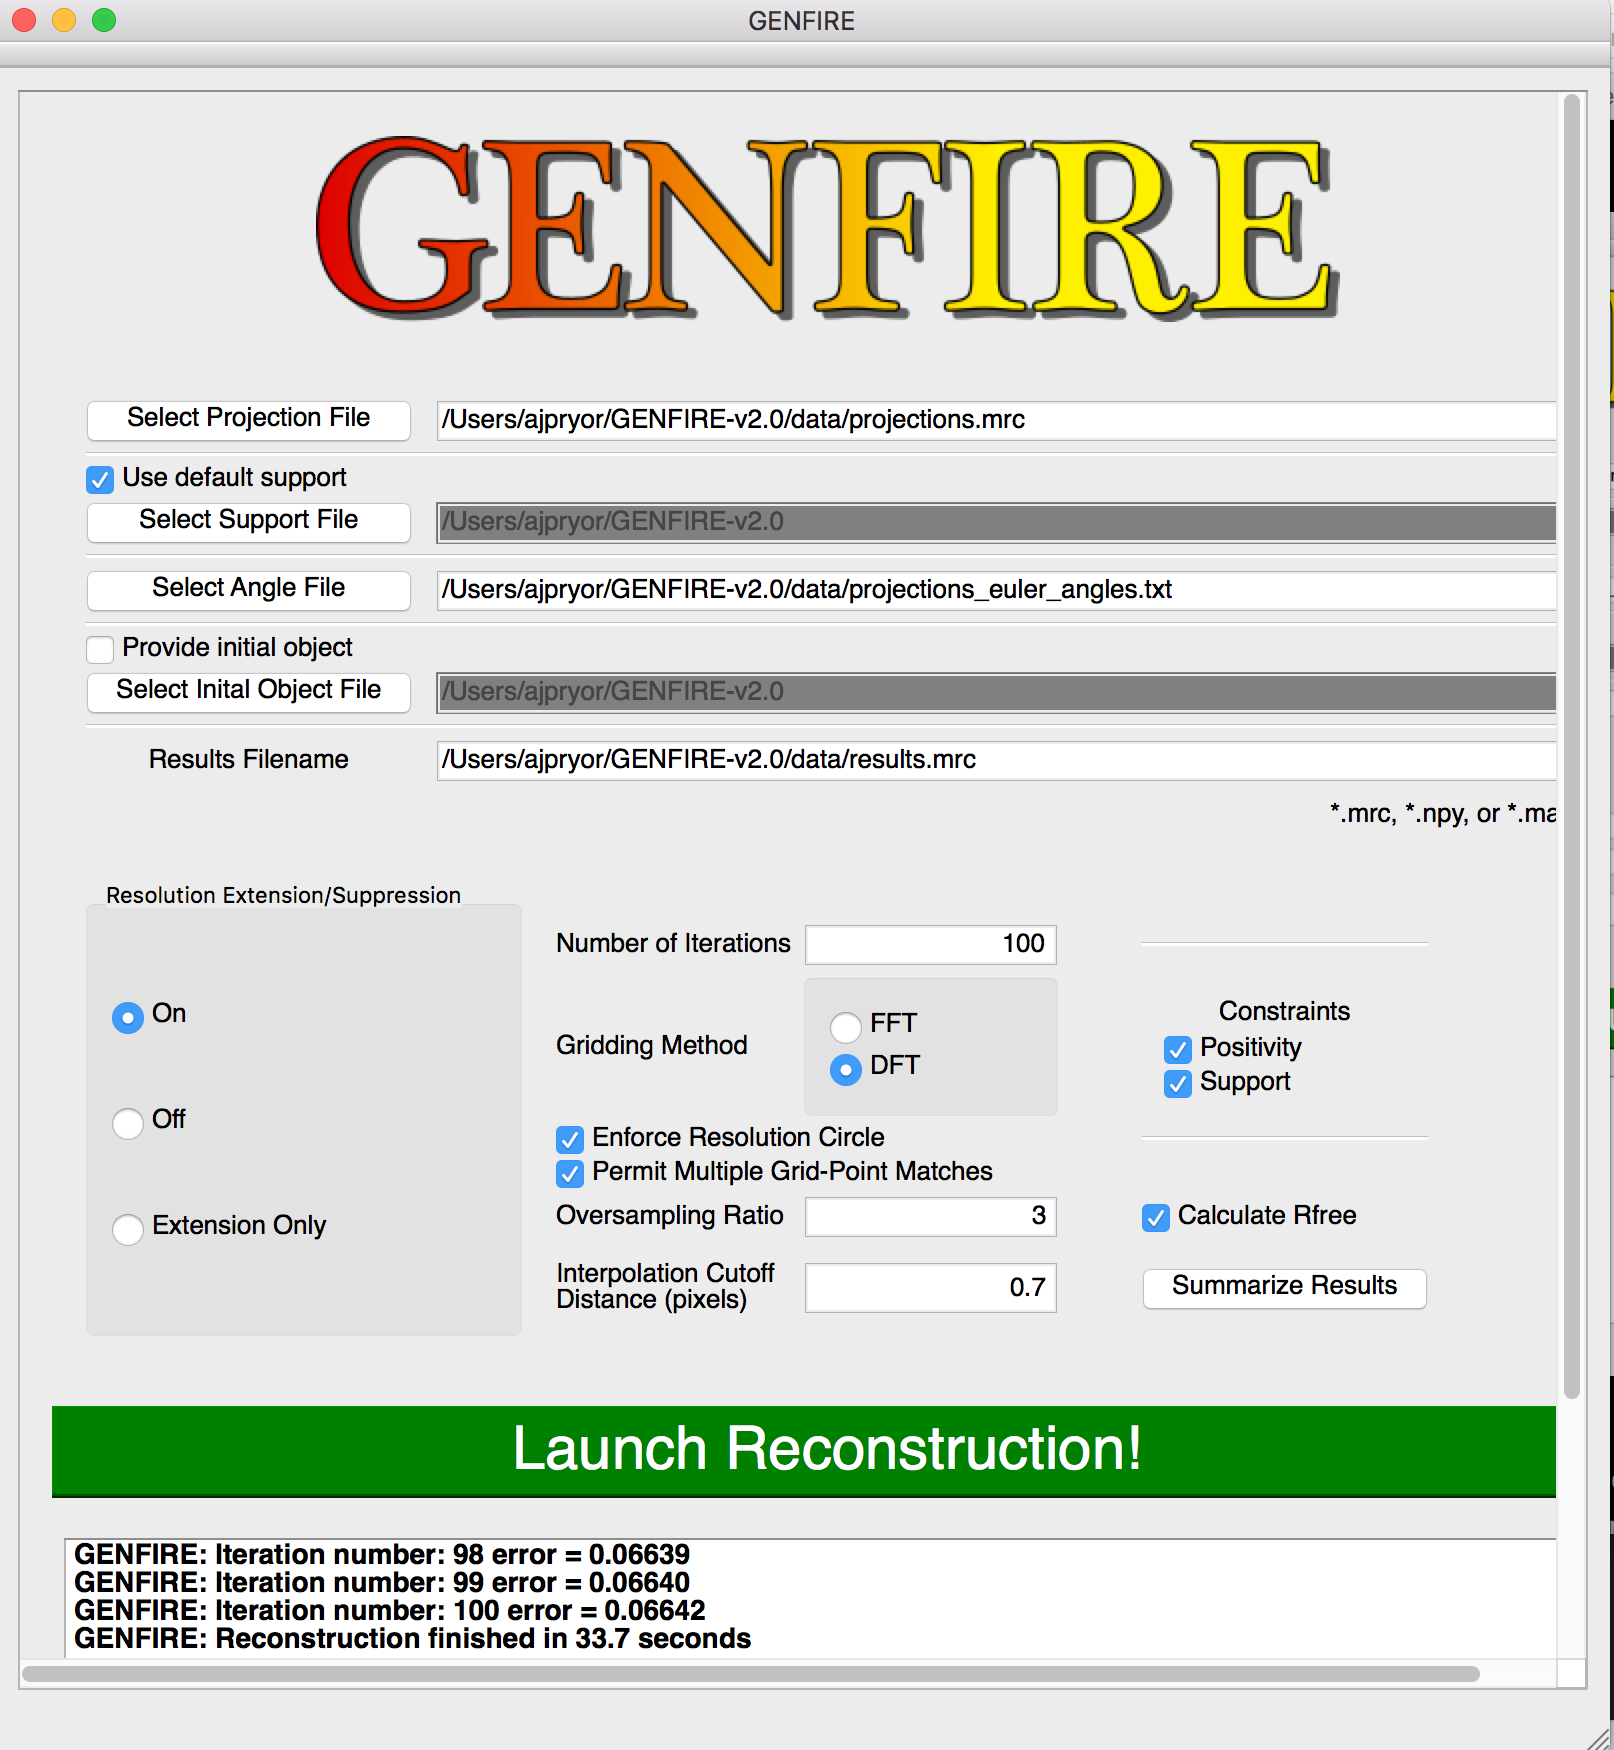 GENFIRE
GENFIRE
Select Projection File
/Users/ajpryor/GENFIRE-v2.0/data/projections.mrc
Use default support
Select Support File
/Users/ajpryor/GENFIRE-v2.0
Select Angle File
/Users/ajpryor/GENFIRE-v2.0/data/projections_euler_angles.txt
Provide initial object
Select Inital Object File
/Users/ajpryor/GENFIRE-v2.0
Results Filename
/Users/ajpryor/GENFIRE-v2.0/data/results.mrc
*.mrc, *.npy, or *.ma
Resolution Extension/Suppression
On
Off
Extension Only
Number of Iterations
100
Gridding Method
FFT
DFT
Enforce Resolution Circle
Permit Multiple Grid-Point Matches
Oversampling Ratio
3
Interpolation Cutoff
Distance (pixels)
0.7
Constraints
Positivity
Support
Calculate Rfree
Summarize Results
Launch Reconstruction!
GENFIRE: Iteration number: 98 error = 0.06639
GENFIRE: Iteration number: 99 error = 0.06640
GENFIRE: Iteration number: 100 error = 0.06642
GENFIRE: Reconstruction finished in 33.7 seconds